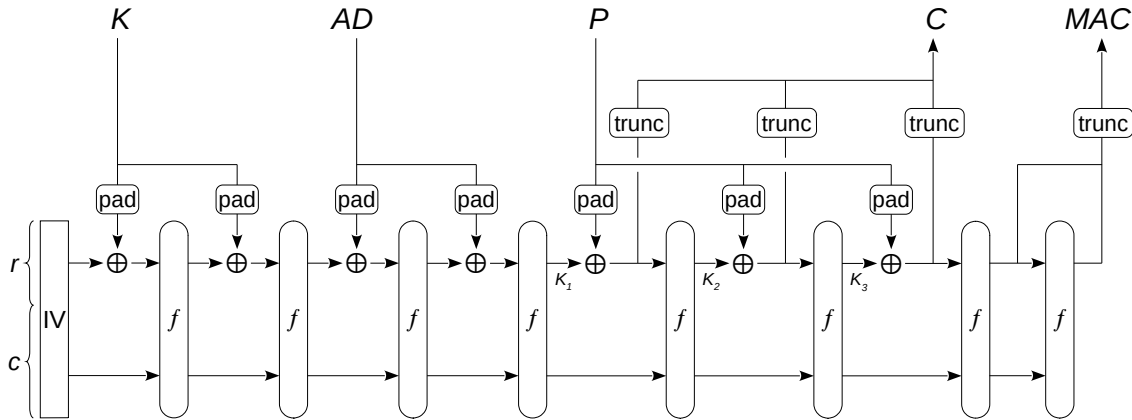 K AD P C MAC
trunc trunc trunc trunc
pad pad pad pad pad pad pad
r
K1 K2 K3
IV f f f f f f f f
c